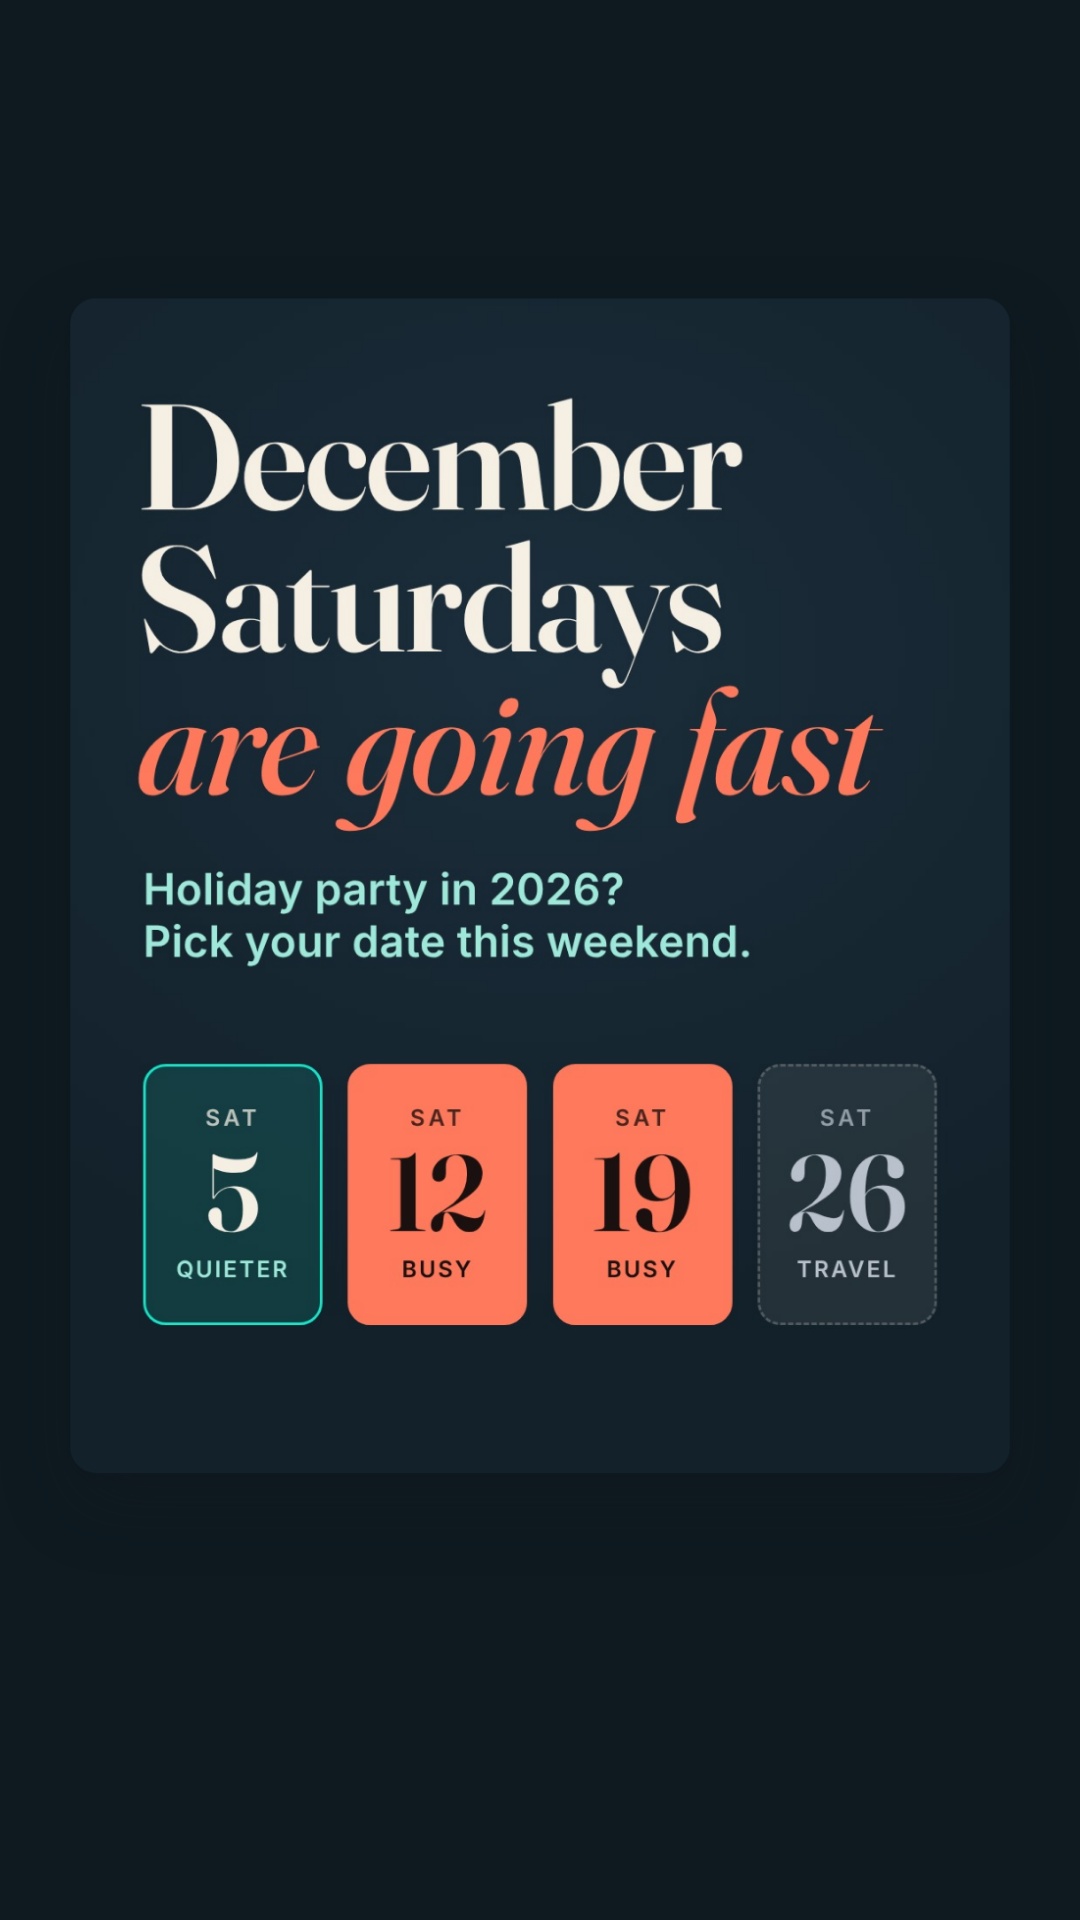 December
Saturdays
are going fast
Holiday party in 2026?
Pick your date this weekend.
SAT
5
QUIETER
SAT
12
BUSY
SAT
19
BUSY
SAT
26
TRAVEL